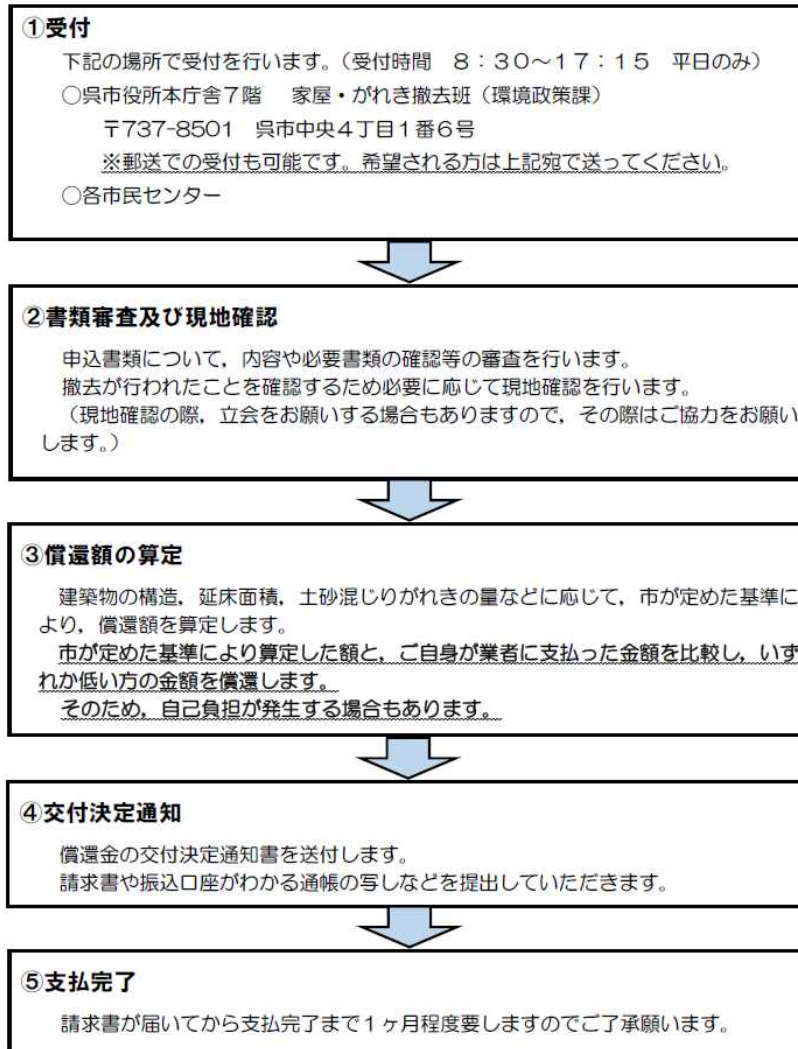 ①受付
下記の場所で受付を行います。（受付時間　８：３０～１７：１５　平日のみ）
○呉市役所本庁舎７階　家屋・がれき撤去班（環境政策課）
〒737-8501　呉市中央４丁目１番６号
※郵送での受付も可能です。希望される方は上記宛で送ってください。
○各市民センター
②書類審査及び現地確認
申込書類について，内容や必要書類の確認等の審査を行います。
撤去が行われたことを確認するため必要に応じて現地確認を行います。
（現地確認の際，立会をお願いする場合もありますので，その際はご協力をお願い
します。）
③償還額の算定
建築物の構造，延床面積，土砂混じりがれきの量などに応じて，市が定めた基準に
より，償還額を算定します。
市が定めた基準により算定した額と，ご自身が業者に支払った金額を比較し，いず
れか低い方の金額を償還します。
そのため，自己負担が発生する場合もあります。
④交付決定通知
償還金の交付決定通知書を送付します。
請求書や振込口座がわかる通帳の写しなどを提出していただきます。
⑤支払完了
請求書が届いてから支払完了まで１ヶ月程度要しますのでご了承願います。